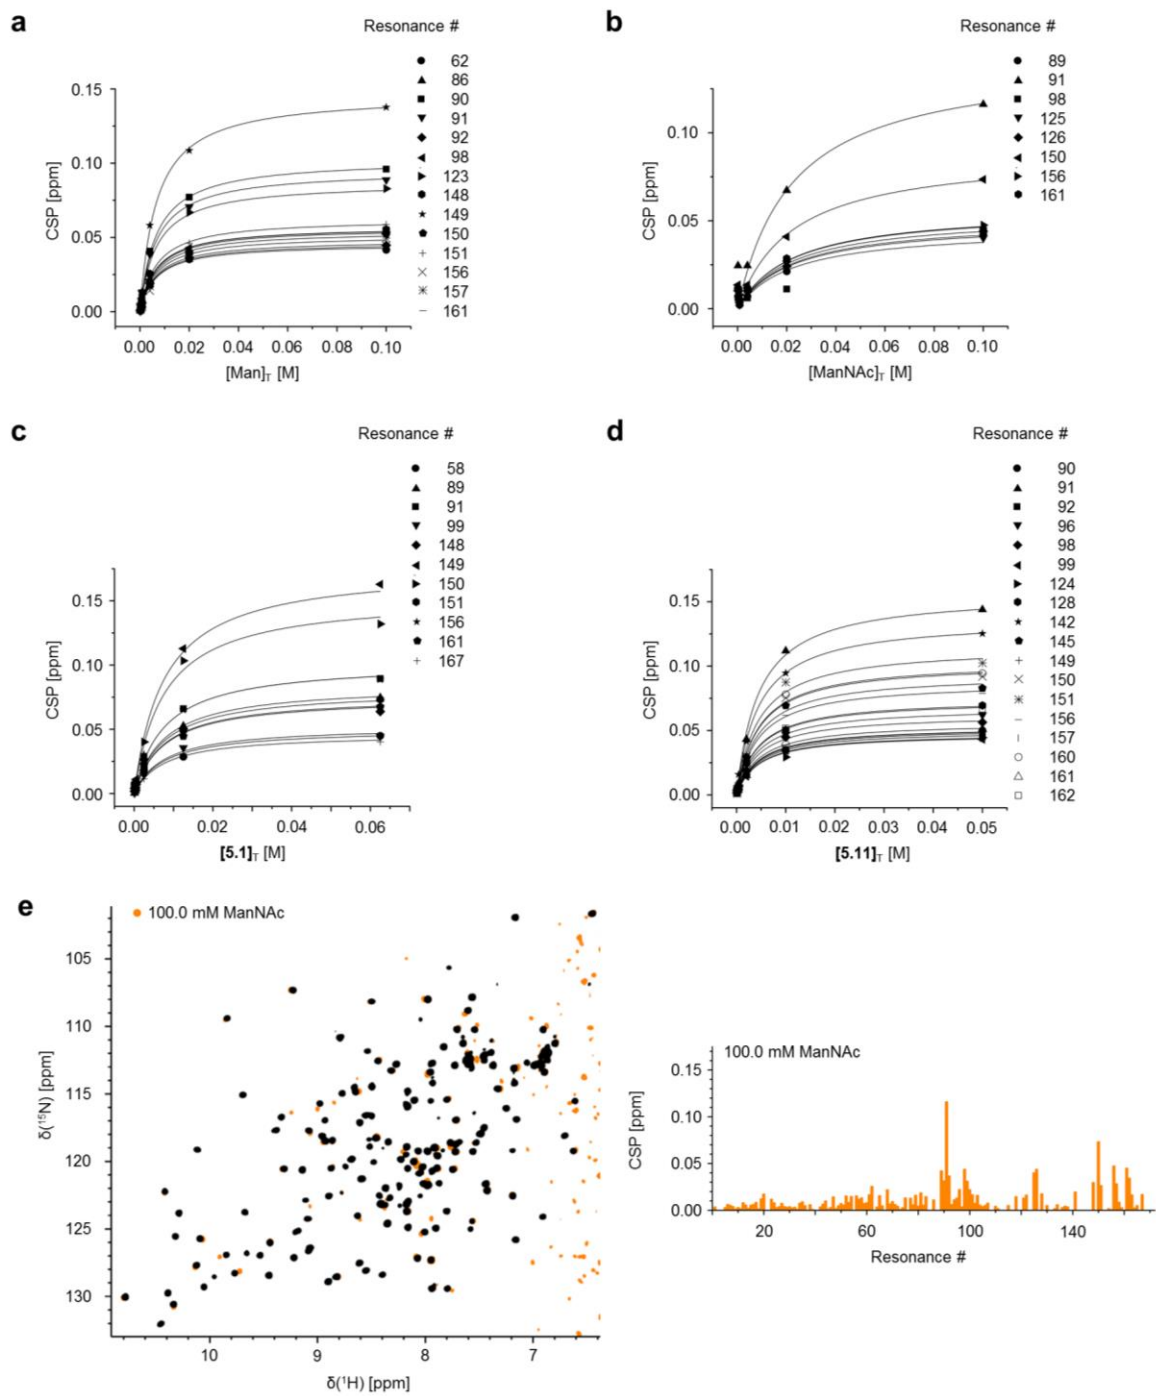 a
Resonance #
62
86
90
91
92
98
123
148
149
150
151
156
157
161
0.15
0.10
0.05
0.00
CSP [ppm]
0.00 0.02 0.04 0.06 0.08 0.10
[Man]T [M]
b
Resonance #
89
91
98
125
126
150
156
161
0.10
0.05
0.00
CSP [ppm]
0.00 0.02 0.04 0.06 0.08 0.10
[ManNAc]T [M]
c
Resonance #
58
89
91
99
148
149
150
151
156
161
167
0.15
0.10
0.05
0.00
CSP [ppm]
0.00 0.02 0.04 0.06
[5.1]T [M]
d
Resonance #
90
91
92
96
98
99
124
128
142
145
149
150
151
156
157
160
161
162
0.15
0.10
0.05
0.00
CSP [ppm]
0.00 0.01 0.02 0.03 0.04 0.05
[5.11]T [M]
e
100.0 mM ManNAc
105
110
115
120
125
130
δ(15N) [ppm]
10 9 8 7
δ(1H) [ppm]
100.0 mM ManNAc
0.15
0.10
0.05
0.00
CSP [ppm]
20 60 100 140
Resonance #